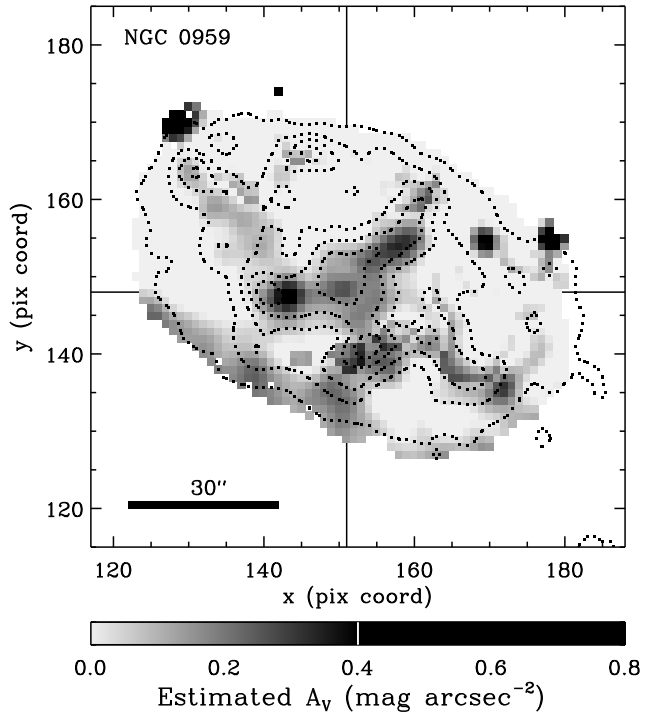 NGC 0959
180
160
140
120
y (pix coord)
30″
120 140 160 180
x (pix coord)
0.0 0.2 0.4 0.6 0.8
Estimated A_V (mag arcsec⁻²)